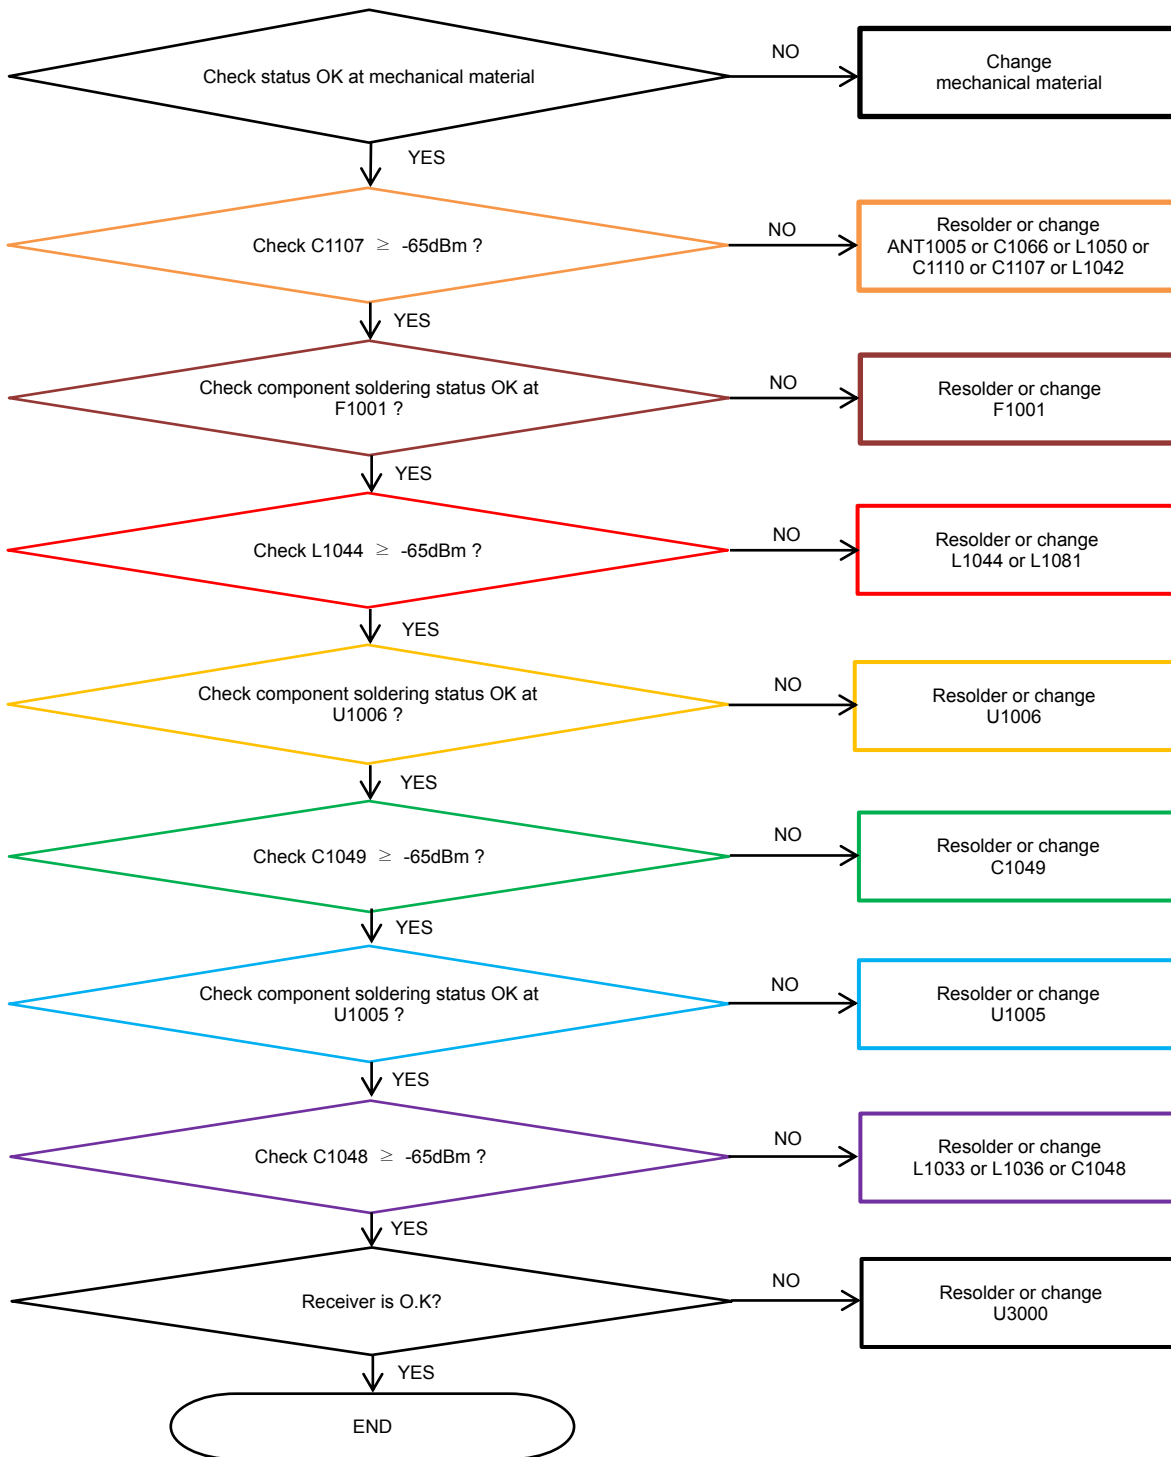 Check status OK at mechanical material
NO
Change
mechanical material
YES
Check C1107 ≥ -65dBm ?
NO
Resolder or change
ANT1005 or C1066 or L1050 or
C1110 or C1107 or L1042
YES
Check component soldering status OK at
F1001 ?
NO
Resolder or change
F1001
YES
Check L1044 ≥ -65dBm ?
NO
Resolder or change
L1044 or L1081
YES
Check component soldering status OK at
U1006 ?
NO
Resolder or change
U1006
YES
Check C1049 ≥ -65dBm ?
NO
Resolder or change
C1049
YES
Check component soldering status OK at
U1005 ?
NO
Resolder or change
U1005
YES
Check C1048 ≥ -65dBm ?
NO
Resolder or change
L1033 or L1036 or C1048
YES
Receiver is O.K?
NO
Resolder or change
U3000
YES
END